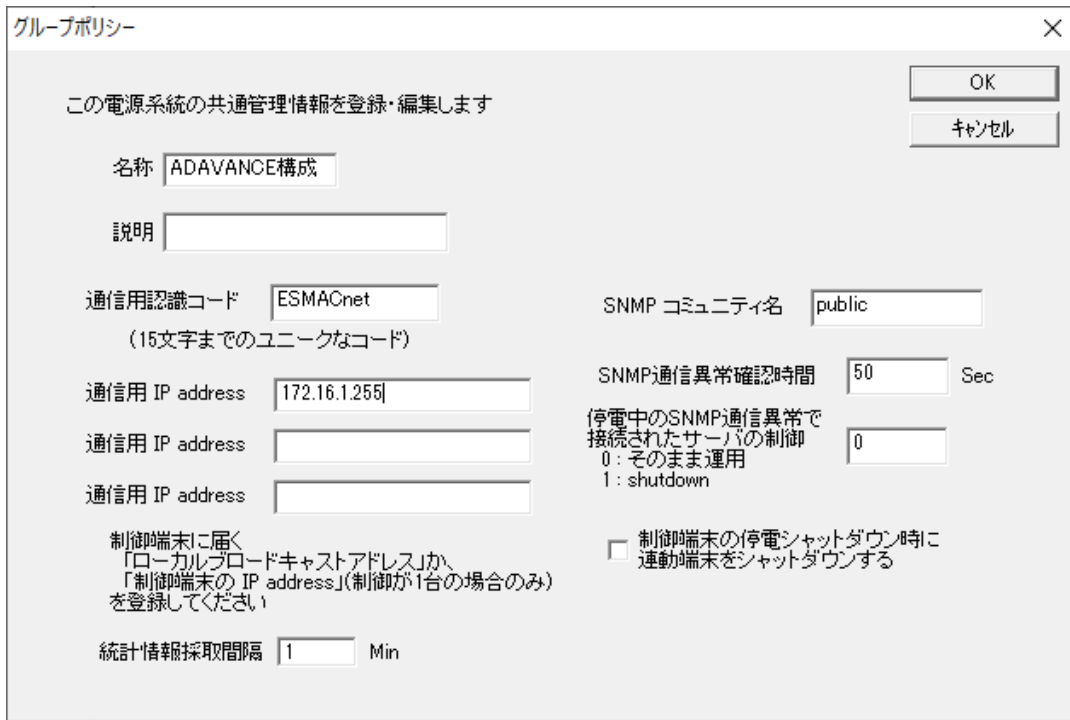 グループポリシー
この電源系統の共通管理情報を登録・編集します
OK
キャンセル
名称 ADAVANCE構成
説明
通信用認識コード ESMACnet
(15文字までのユニークなコード)
通信用 IP address 172.16.1.255
通信用 IP address
通信用 IP address
制御端末に届く
「ローカルブロードキャストアドレス」か、
「制御端末の IP address」(制御が1台の場合のみ)
を登録してください
統計情報採取間隔 1 Min
SNMP コミュニティ名 public
SNMP通信異常確認時間 50 Sec
停電中のSNMP通信異常で
接続されたサーバの制御 0
0:そのまま運用
1:shutdown
制御端末の停電シャットダウン時に
連動端末をシャットダウンする